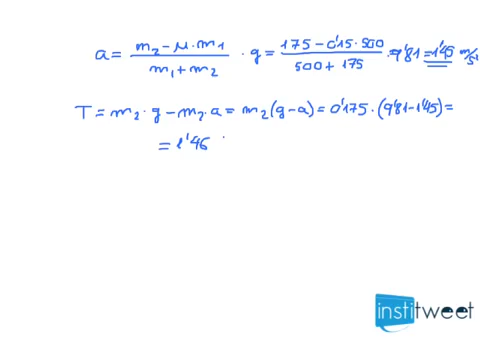 a = (m₂ - μ·m₁)/(m₁+m₂) · g = (175 - 0'15·500)/(500+175) · 9'81 = 1'45 m/s²
T = m₂·g - m₂·a = m₂(g-a) = 0'175·(9'81-1'45) =
= 1'46
institweet